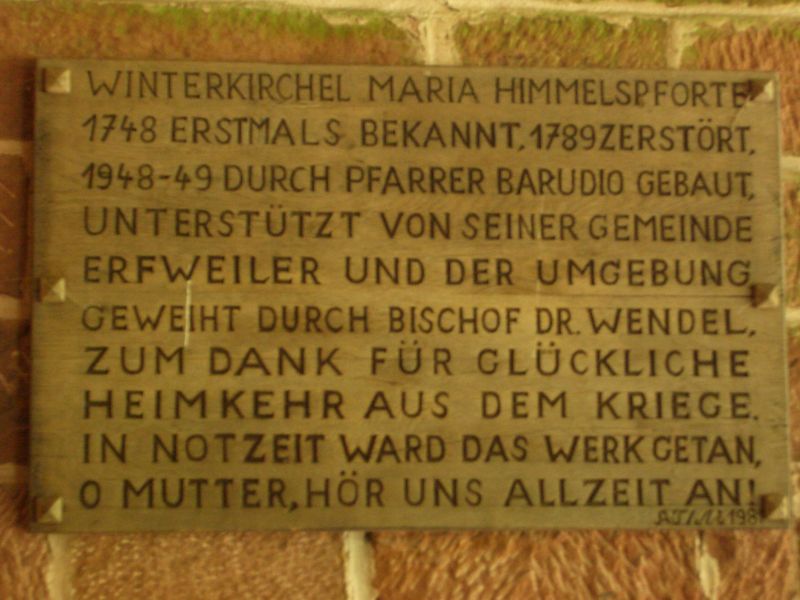 WINTERKIRCHEL MARIA HIMMELSPFORTE
1748 ERSTMALS BEKANNT, 1789 ZERSTÖRT,
1948-49 DURCH PFARRER BARUDIO GEBAUT,
UNTERSTÜTZT VON SEINER GEMEINDE
ERFWEILER UND DER UMGEBUNG
GEWEIHT DURCH BISCHOF DR. WENDEL,
ZUM DANK FÜR GLÜCKLICHE
HEIMKEHR AUS DEM KRIEGE.
IN NOTZEIT WARD DAS WERK GETAN,
O MUTTER, HÖR UNS ALLZEIT AN!